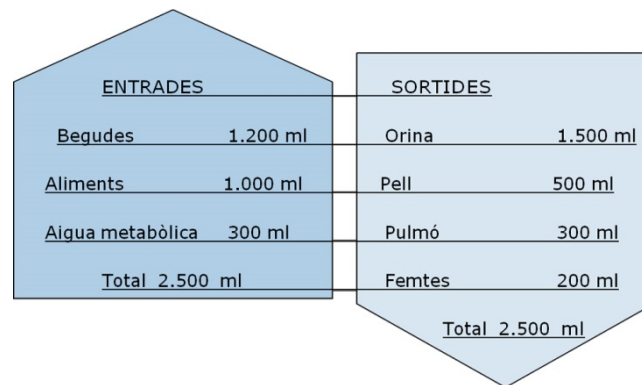 ENTRADES
Begudes 1.200 ml
Aliments 1.000 ml
Aigua metabòlica 300 ml
Total 2.500 ml
SORTIDES
Orina 1.500 ml
Pell 500 ml
Pulmó 300 ml
Femtes 200 ml
Total 2.500 ml